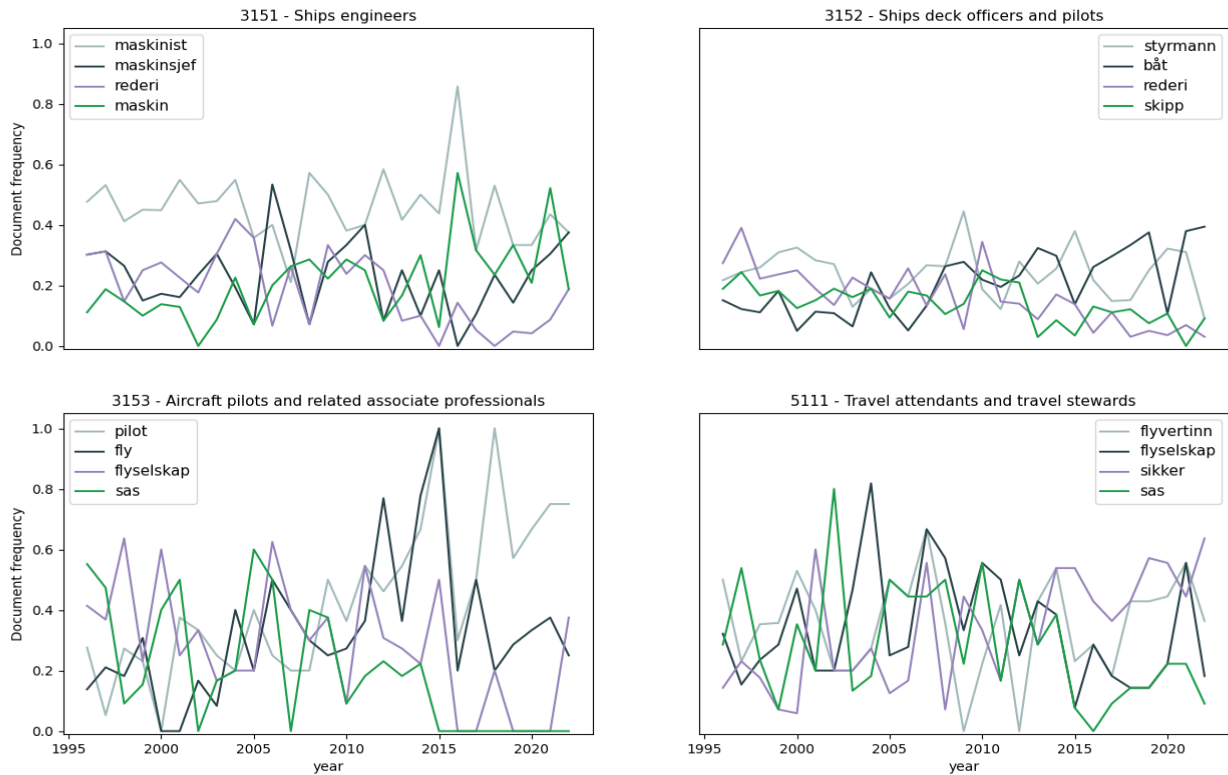 3151 - Ships engineers
1.0
0.8
0.6
0.4
0.2
0.0
Document frequency
maskinist
maskinsjef
rederi
maskin
3152 - Ships deck officers and pilots
styrmann
båt
rederi
skipp
3153 - Aircraft pilots and related associate professionals
1.0
0.8
0.6
0.4
0.2
0.0
Document frequency
pilot
fly
flyselskap
sas
1995 2000 2005 2010 2015 2020
year
5111 - Travel attendants and travel stewards
flyvertinn
flyselskap
sikker
sas
1995 2000 2005 2010 2015 2020
year